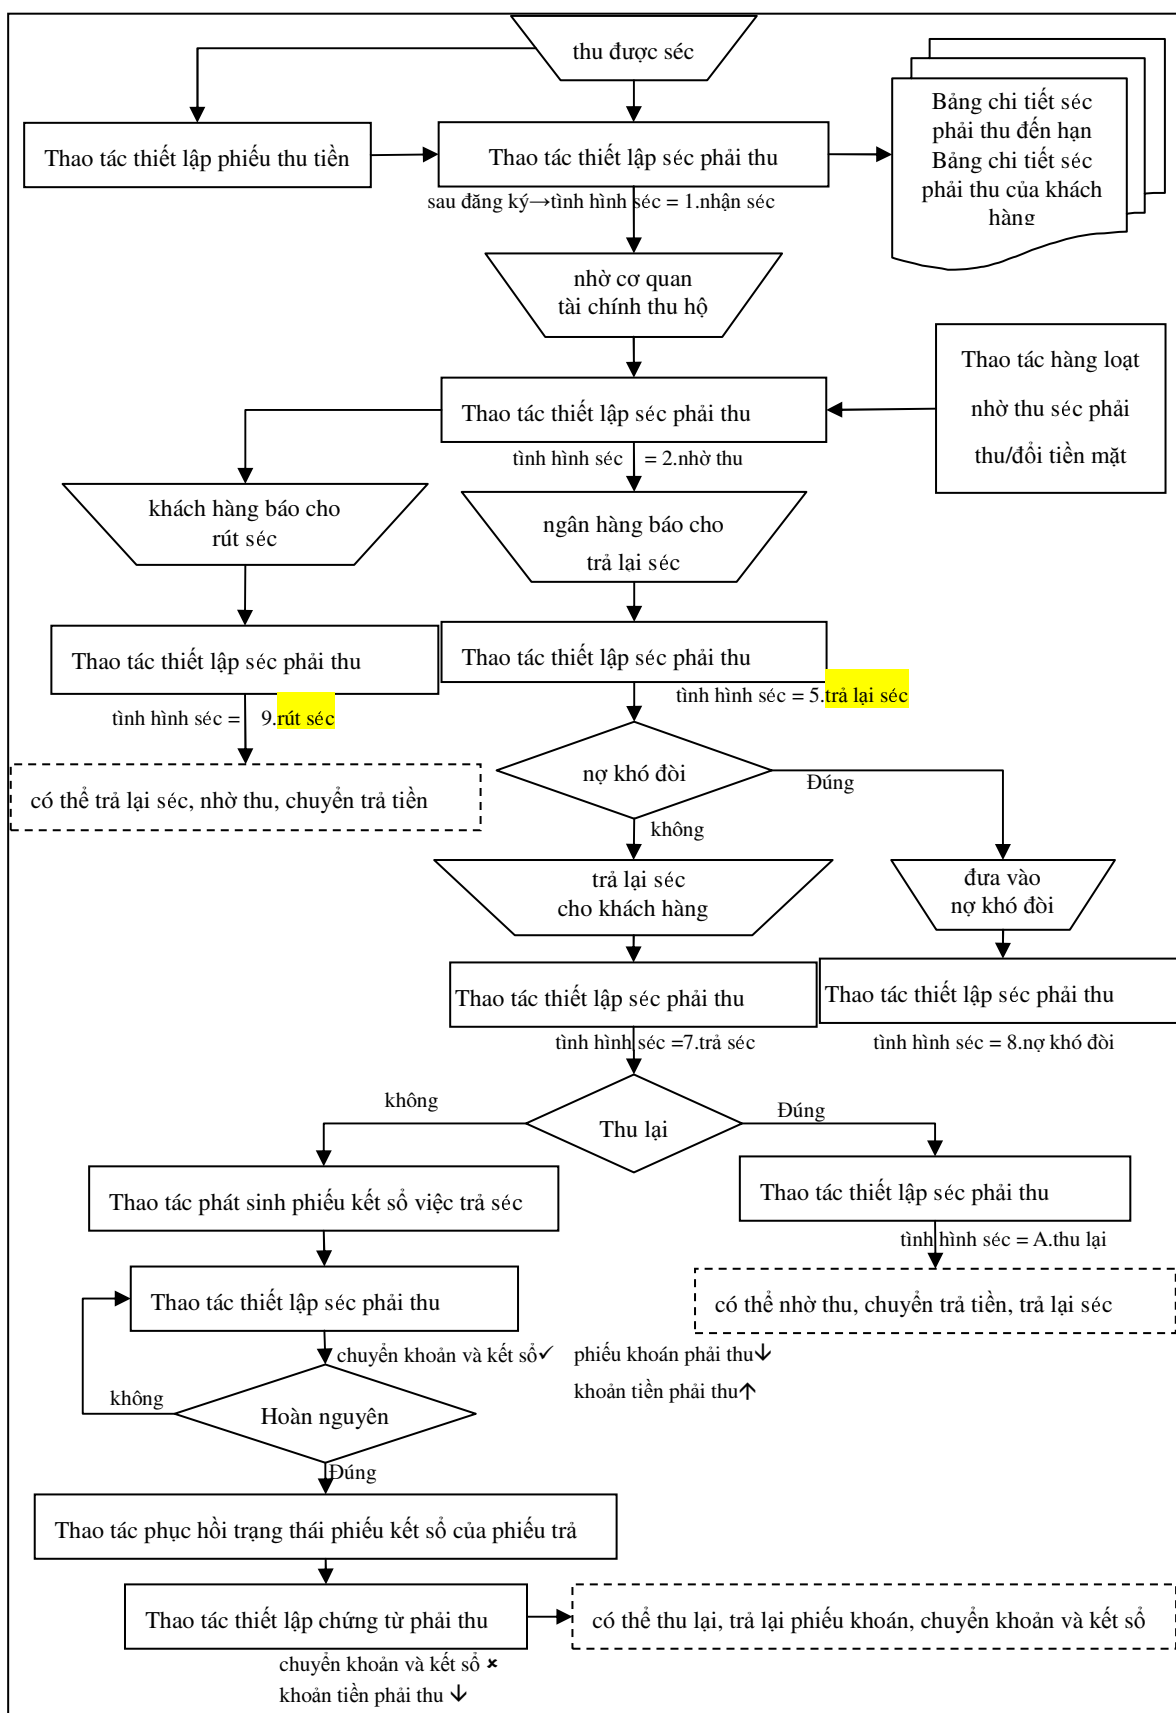 thu được séc
Bảng chi tiết séc
phải thu đến hạn
Bảng chi tiết séc
phải thu của khách
hàng
Thao tác thiết lập phiếu thu tiền
Thao tác thiết lập séc phải thu
sau đăng ký→tình hình séc = 1.nhận séc
nhờ cơ quan
tài chính thu hộ
Thao tác hàng loạt
nhờ thu séc phải
thu/đổi tiền mặt
Thao tác thiết lập séc phải thu
tình hình séc = 2.nhờ thu
khách hàng báo cho
rút séc
ngân hàng báo cho
trả lại séc
Thao tác thiết lập séc phải thu
Thao tác thiết lập séc phải thu
tình hình séc = 5.trả lại séc
tình hình séc = 9.rút séc
nợ khó đòi
Đúng
có thể trả lại séc, nhờ thu, chuyển trả tiền
không
trả lại séc
cho khách hàng
đưa vào
nợ khó đòi
Thao tác thiết lập séc phải thu
Thao tác thiết lập séc phải thu
tình hình séc =7.trả séc
tình hình séc = 8.nợ khó đòi
không
Đúng
Thu lại
Thao tác phát sinh phiếu kết sổ việc trả séc
Thao tác thiết lập séc phải thu
tình hình séc = A.thu lại
Thao tác thiết lập séc phải thu
có thể nhờ thu, chuyển trả tiền, trả lại séc
chuyển khoản và kết sổ✓ phiếu khoán phải thu↓
khoản tiền phải thu↑
không
Hoàn nguyên
Đúng
Thao tác phục hồi trạng thái phiếu kết sổ của phiếu trả
Thao tác thiết lập chứng từ phải thu
có thể thu lại, trả lại phiếu khoán, chuyển khoản và kết sổ
chuyển khoản và kết sổ ×
khoản tiền phải thu ↓